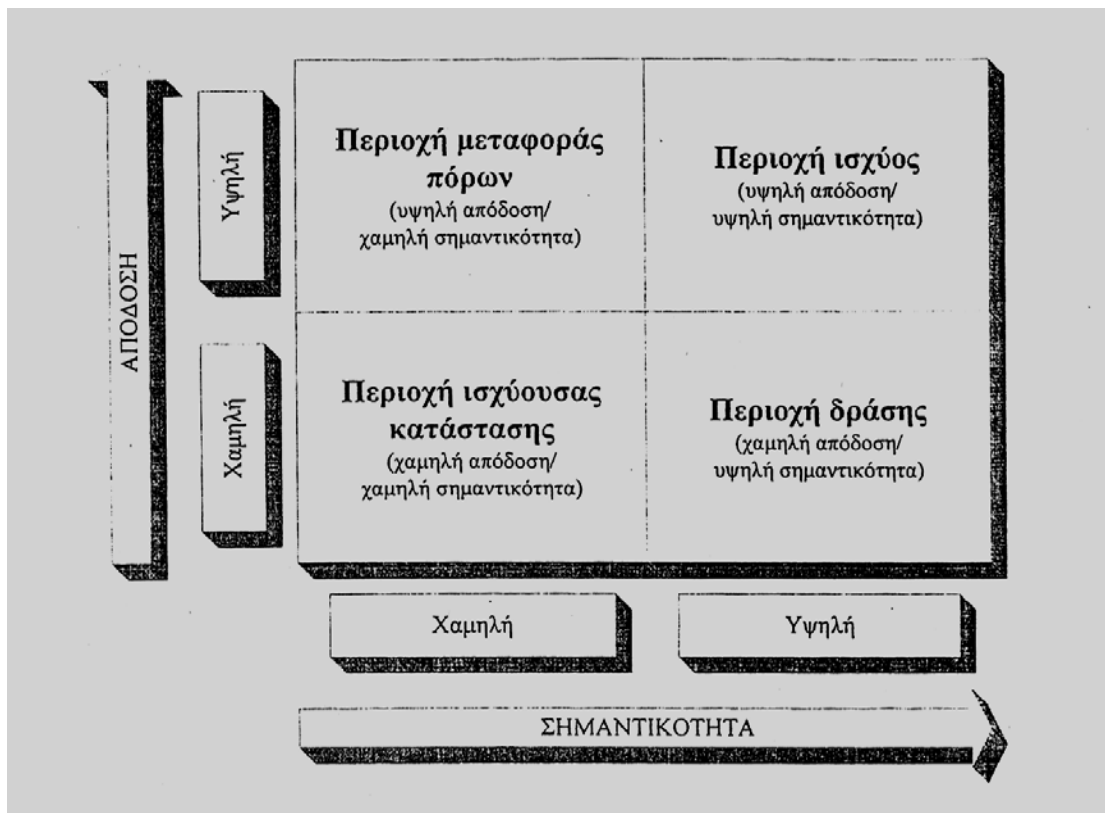 ΑΠΟΔΟΣΗ
Υψηλή
Χαμηλή
Περιοχή μεταφοράς
πόρων
(υψηλή απόδοση/
χαμηλή σημαντικότητα)
Περιοχή ισχύος
(υψηλή απόδοση/
υψηλή σημαντικότητα)
Περιοχή ισχύουσας
κατάστασης
(χαμηλή απόδοση/
χαμηλή σημαντικότητα)
Περιοχή δράσης
(χαμηλή απόδοση/
υψηλή σημαντικότητα)
Χαμηλή
Υψηλή
ΣΗΜΑΝΤΙΚΟΤΗΤΑ